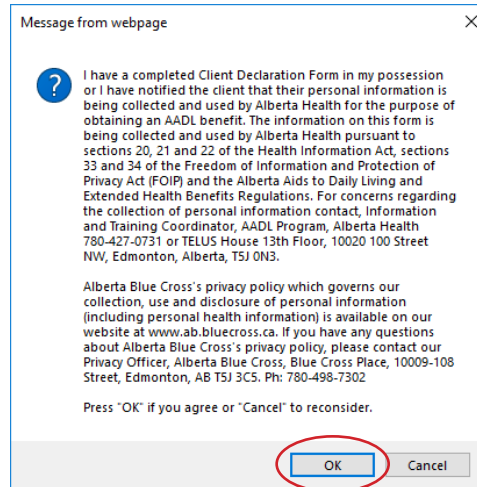 Message from webpage
I have a completed Client Declaration Form in my possession
or I have notified the client that their personal information is
being collected and used by Alberta Health for the purpose of
obtaining an AADL benefit. The information on this form is
being collected and used by Alberta Health pursuant to
sections 20, 21 and 22 of the Health Information Act, sections
33 and 34 of the Freedom of Information and Protection of
Privacy Act (FOIP) and the Alberta Aids to Daily Living and
Extended Health Benefits Regulations. For concerns regarding
the collection of personal information contact, Information
and Training Coordinator, AADL Program, Alberta Health
780-427-0731 or TELUS House 13th Floor, 10020 100 Street
NW, Edmonton, Alberta, T5J 0N3.
Alberta Blue Cross's privacy policy which governs our
collection, use and disclosure of personal information
(including personal health information) is available on our
website at www.ab.bluecross.ca. If you have any questions
about Alberta Blue Cross's privacy policy, please contact our
Privacy Officer, Alberta Blue Cross, Blue Cross Place, 10009-108
Street, Edmonton, AB T5J 3C5. Ph: 780-498-7302
Press "OK" if you agree or "Cancel" to reconsider.
OK Cancel